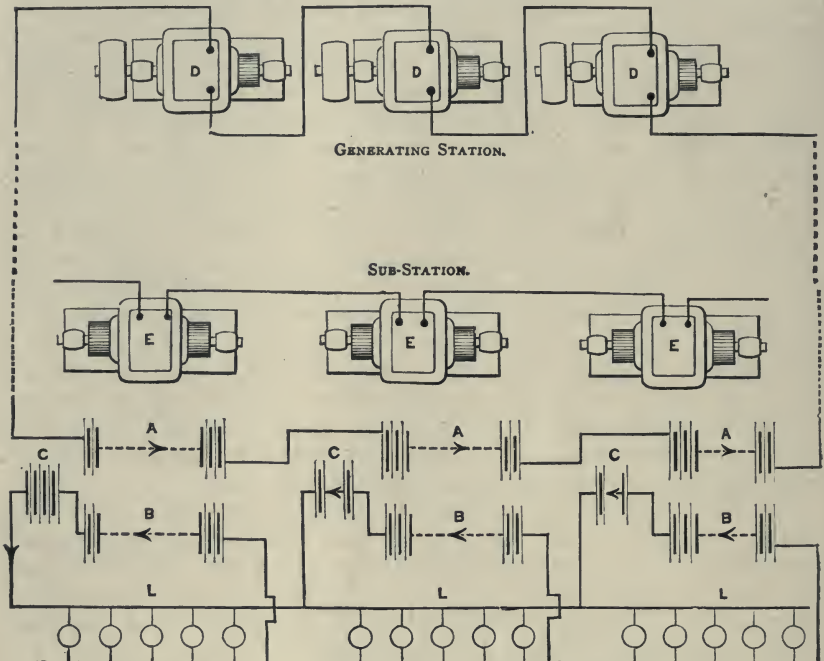 D D D
GENERATING STATION.
SUB-STATION.
E E E
A A A
C C C
B B B
L L L